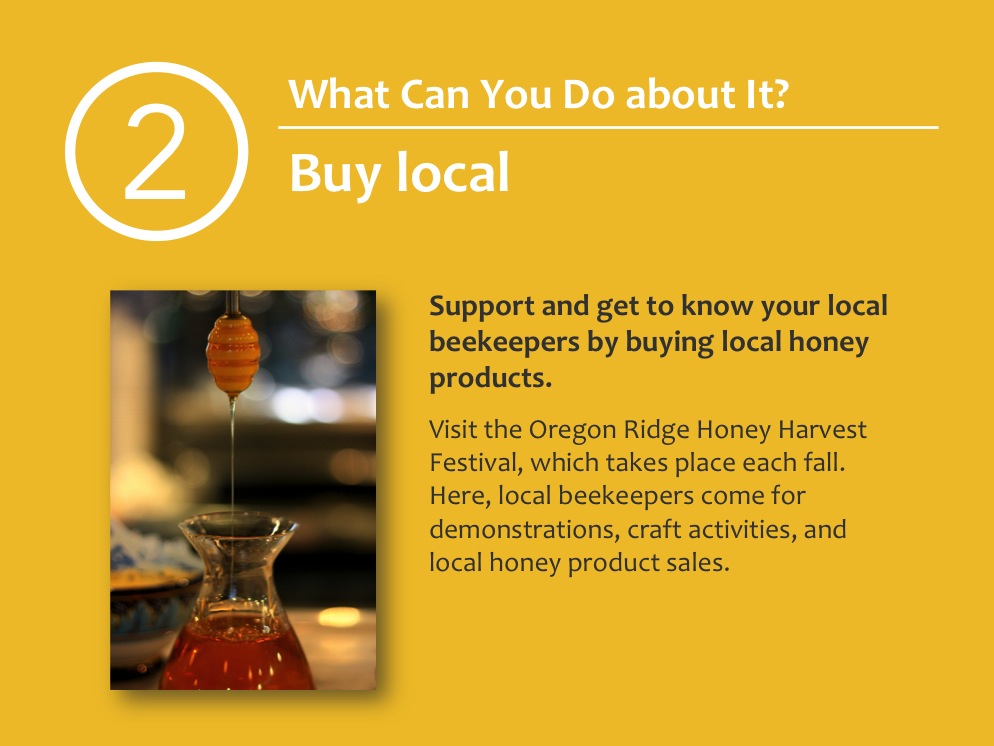 2
What Can You Do about It?
Buy local
Support and get to know your local
beekeepers by buying local honey
products.
Visit the Oregon Ridge Honey Harvest
Festival, which takes place each fall.
Here, local beekeepers come for
demonstrations, craft activities, and
local honey product sales.